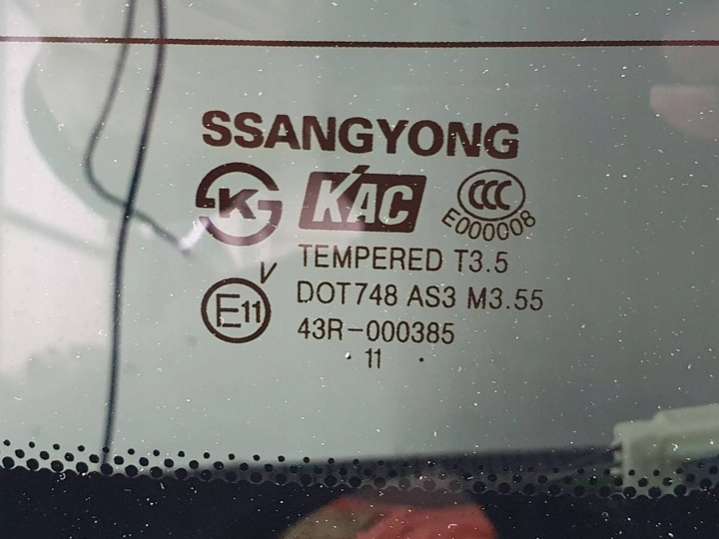 SSANGYONG
K KAC CCC
E000008
TEMPERED T3.5
V
DOT748 AS3 M3.55
E11
43R-000385
· 11 ·